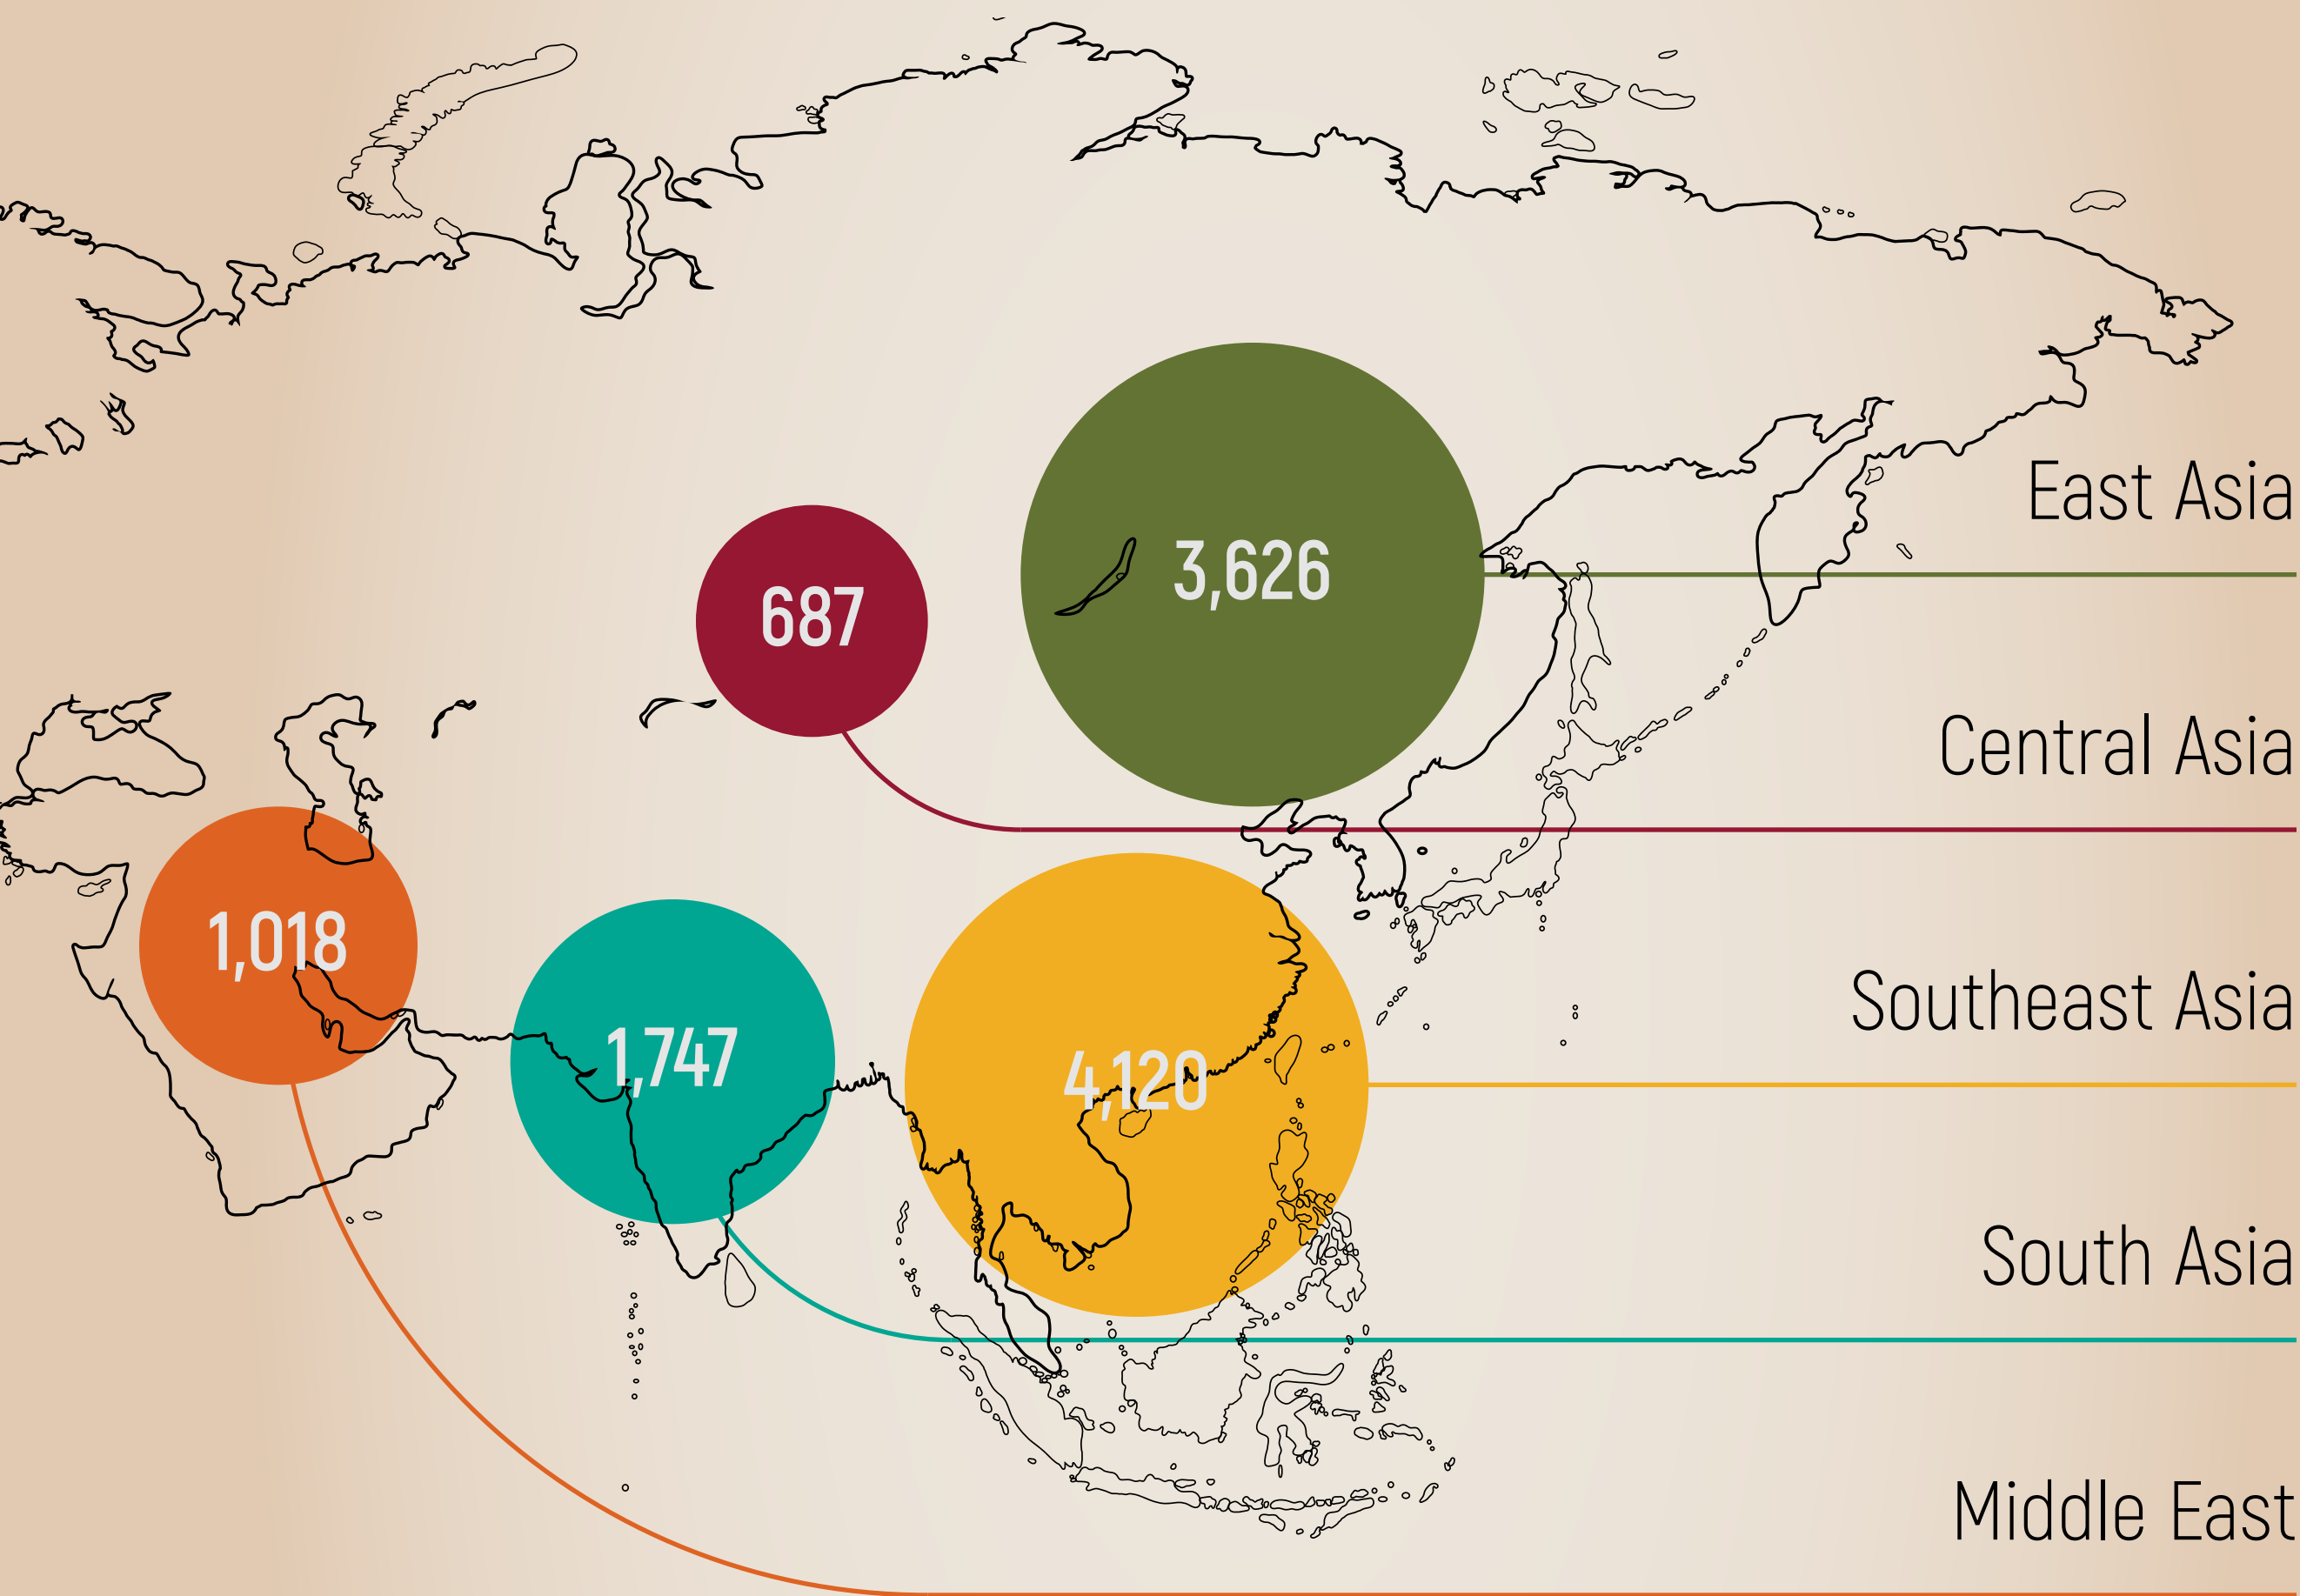 East Asia
3,626
687
Central Asia
1,018
Southeast Asia
1,747
4,120
South Asia
Middle East